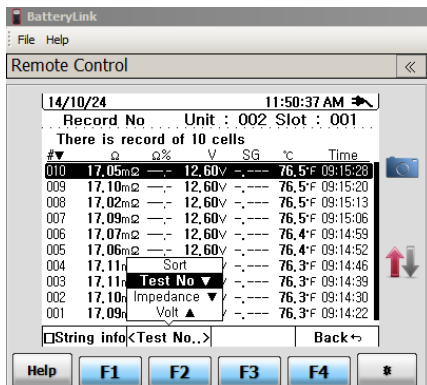 BatteryLink
File Help
Remote Control «
14/10/24 11:50:37 AM
Record No Unit : 002 Slot : 001
There is record of 10 cells
#▼ Ω Ω% V SG ℃ Time
010 17.05mΩ ––.– 12.60V –.––– 76.5°F 09:15:28
009 17.10mΩ ––.– 12.60V –.––– 76.5°F 09:15:20
008 17.02mΩ ––.– 12.60V –.––– 76.5°F 09:15:13
007 17.09mΩ ––.– 12.60V –.––– 76.5°F 09:15:06
006 17.07mΩ ––.– 12.60V –.––– 76.4°F 09:14:59
005 17.06mΩ ––.– 12.60V –.––– 76.4°F 09:14:52
004 17.11 Sort –.––– 76.3°F 09:14:46
003 17.11 Test No ▼ –.––– 76.3°F 09:14:39
002 17.10 Impedance ▼ –.––– 76.3°F 09:14:30
001 17.09 Volt ▲ –.––– 76.3°F 09:14:22
□String info <Test No..> Back↰
Help F1 F2 F3 F4